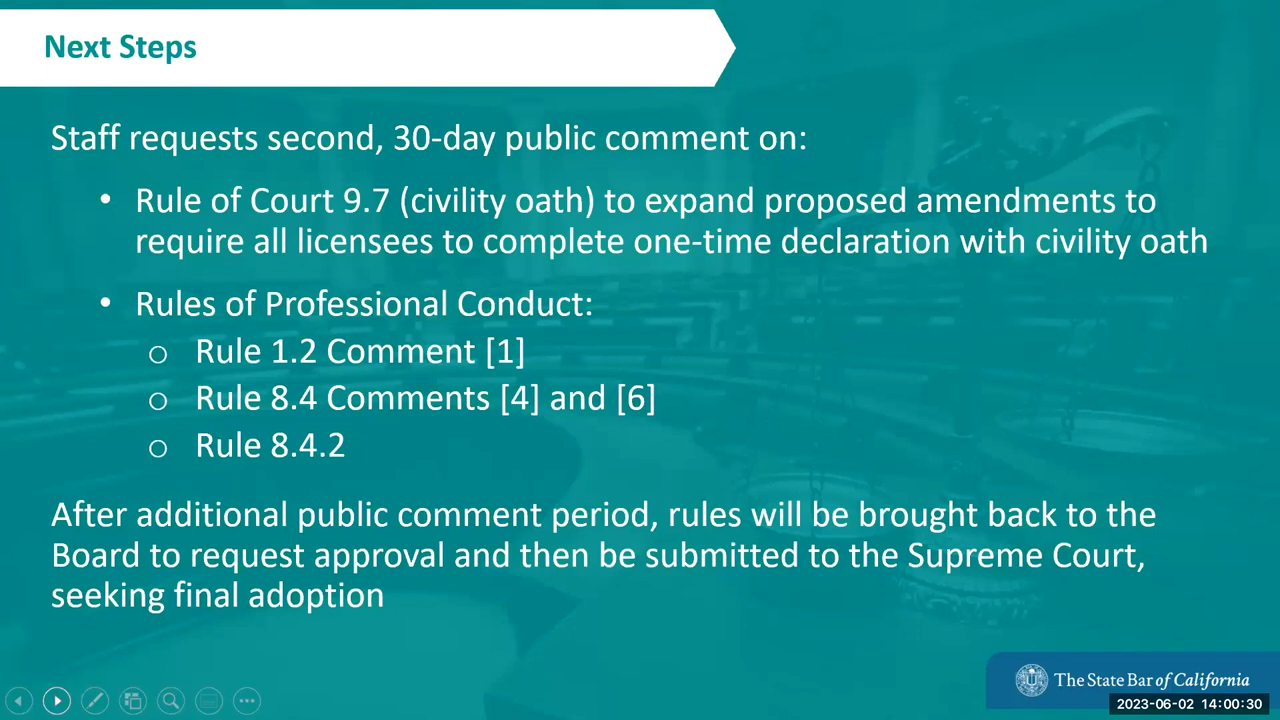 Next Steps
Staff requests second, 30-day public comment on:
• Rule of Court 9.7 (civility oath) to expand proposed amendments to
require all licensees to complete one-time declaration with civility oath
• Rules of Professional Conduct:
o Rule 1.2 Comment [1]
o Rule 8.4 Comments [4] and [6]
o Rule 8.4.2
After additional public comment period, rules will be brought back to the
Board to request approval and then be submitted to the Supreme Court,
seeking final adoption
The State Bar of California
2023-06-02 14:00:30